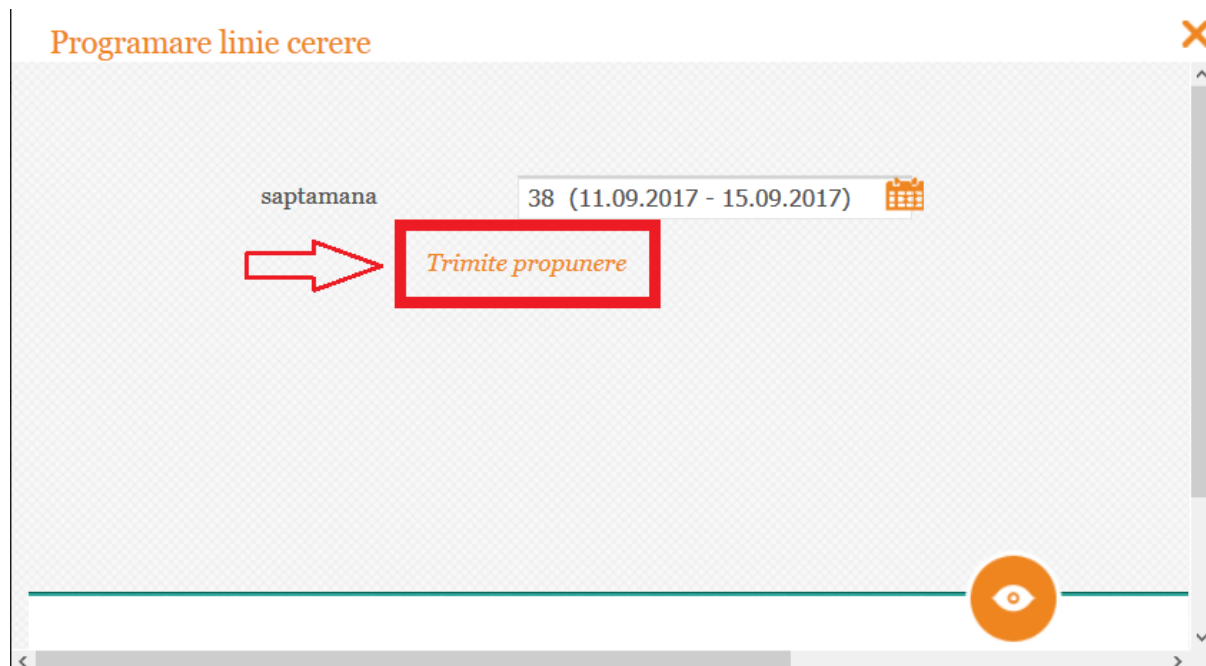 Programare linie cerere
saptamana
38 (11.09.2017 - 15.09.2017)
Trimite propunere